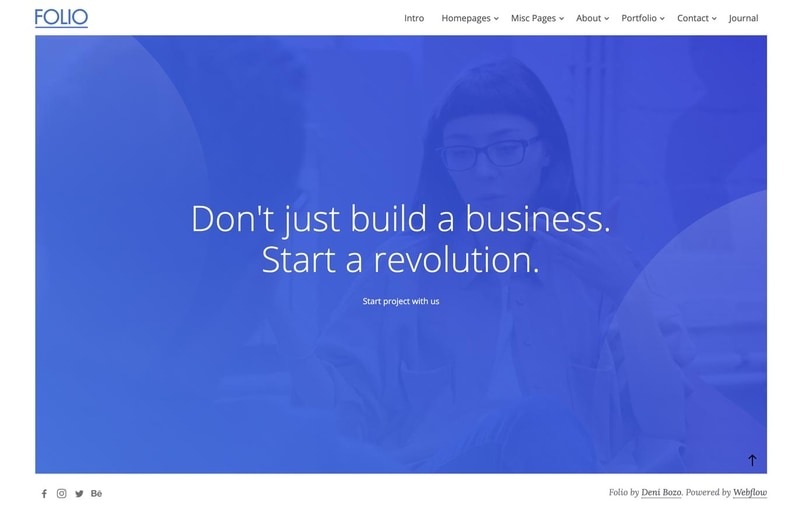 FOLIO
Intro Homepages Misc Pages About Portfolio Contact Journal
Don't just build a business.
Start a revolution.
Start project with us
Bē
Folio by Deni Bozo. Powered by Webflow